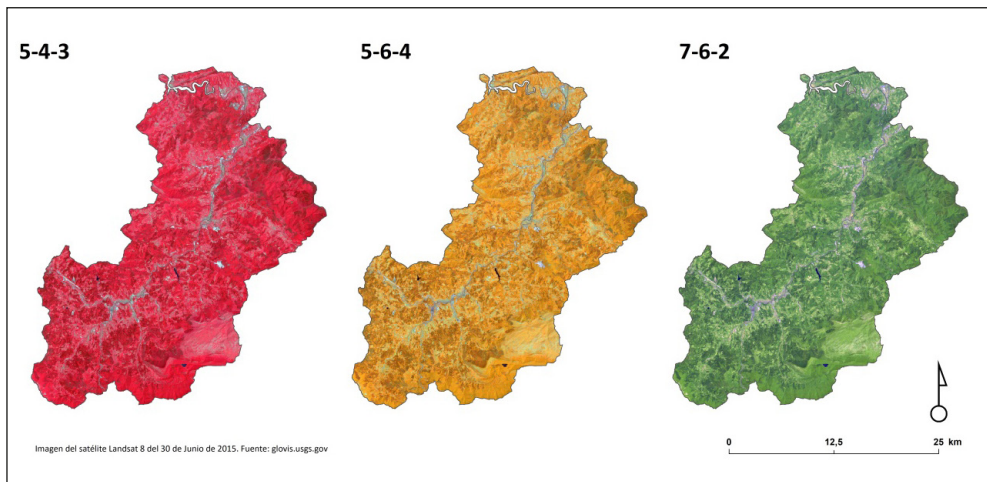 5-4-3
5-6-4
7-6-2
Imagen del satélite Landsat 8 del 30 de Junio de 2015. Fuente: glovis.usgs.gov
0 12,5 25 km